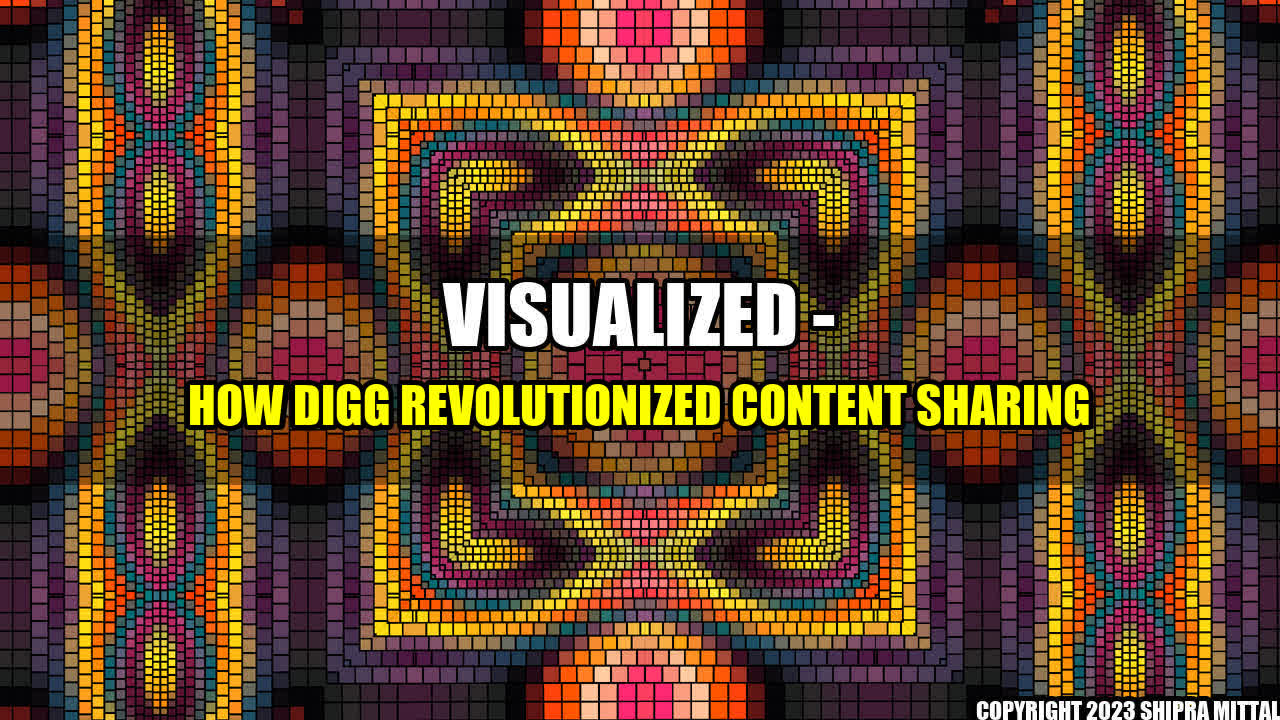 VISUALIZED -
HOW DIGG REVOLUTIONIZED CONTENT SHARING
COPYRIGHT 2023 SHIPRA MITTAL